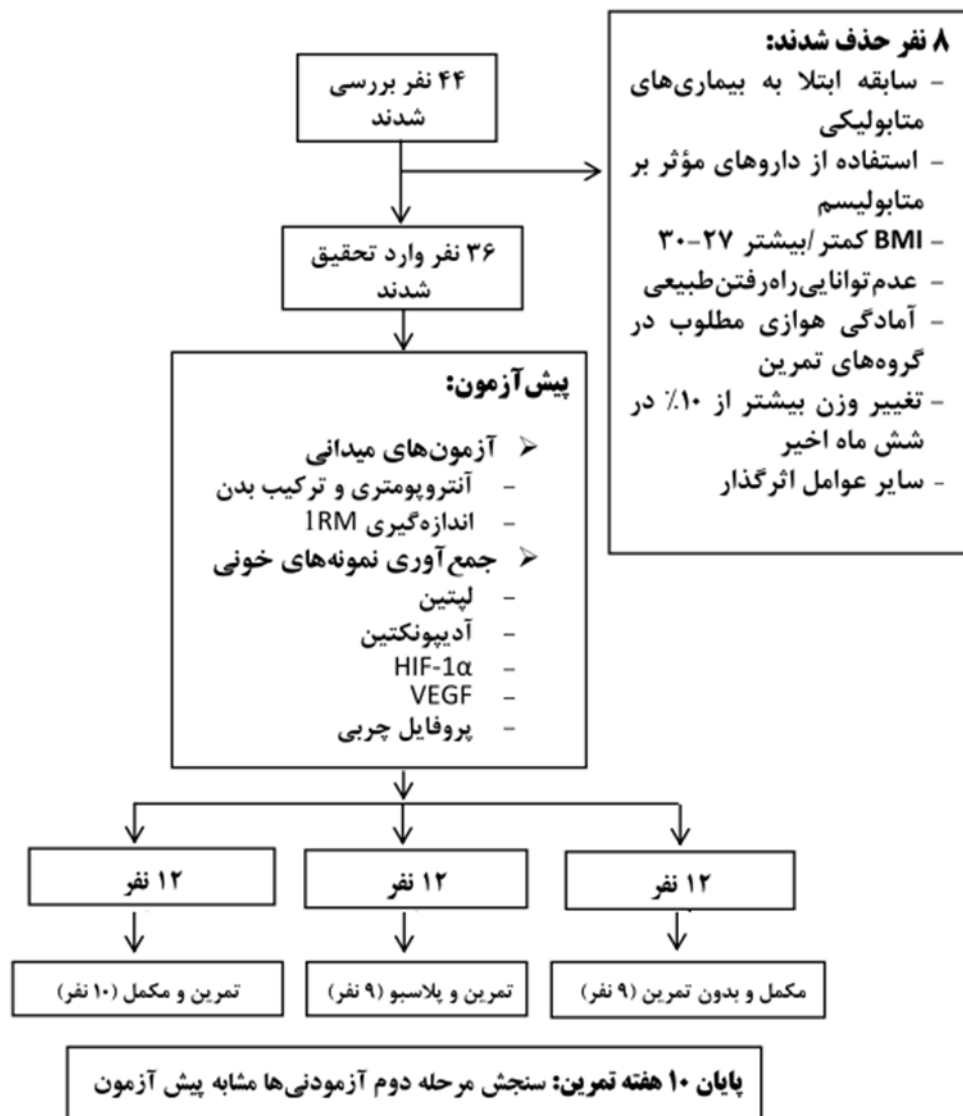 ۴۴ نفر بررسی
شدند
۸ نفر حذف شدند:
- سابقه ابتلا به بیماری‌های
متابولیکی
- استفاده از داروهای مؤثر بر
متابولیسم
- BMI کمتر/بیشتر ۲۷-۳۰
- عدم‌توانایی‌راه‌رفتن‌طبیعی
- آمادگی هوازی مطلوب در
گروه‌های تمرین
- تغییر وزن بیشتر از ۱۰٪ در
شش ماه اخیر
- سایر عوامل اثرگذار
۳۶ نفر وارد تحقیق
شدند
پیش‌آزمون:
➢ آزمون‌های میدانی
- آنتروپومتری و ترکیب بدن
- اندازه‌گیری 1RM
➢ جمع‌آوری نمونه‌های خونی
- لپتین
- آدیپونکتین
- HIF-1α
- VEGF
- پروفایل چربی
۱۲ نفر
۱۲ نفر
۱۲ نفر
مکمل و بدون تمرین (۹ نفر)
تمرین و پلاسبو (۹ نفر)
تمرین و مکمل (۱۰ نفر)
پایان ۱۰ هفته تمرین: سنجش مرحله دوم آزمودنی‌ها مشابه پیش آزمون